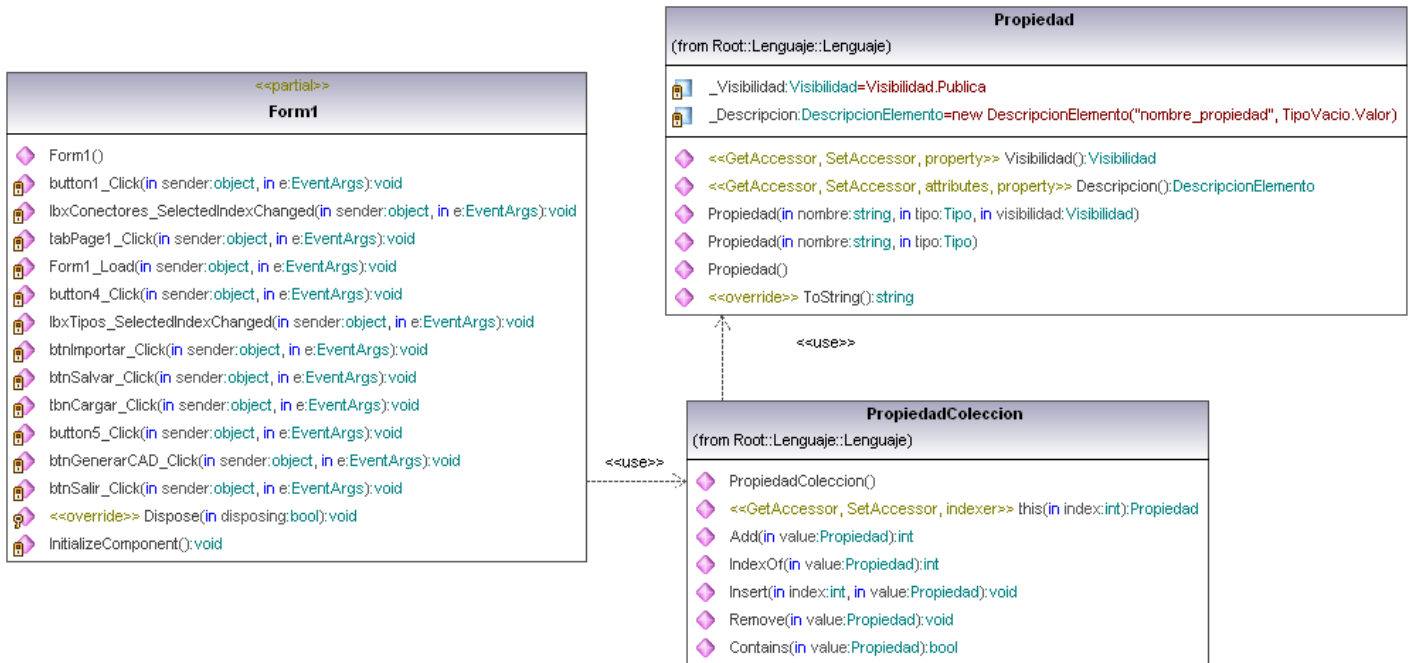 <<partial>>
Form1
Form1()
button1_Click(in sender:object, in e:EventArgs):void
lbxConectores_SelectedIndexChanged(in sender:object, in e:EventArgs):void
tabPage1_Click(in sender:object, in e:EventArgs):void
Form1_Load(in sender:object, in e:EventArgs):void
button4_Click(in sender:object, in e:EventArgs):void
lbxTipos_SelectedIndexChanged(in sender:object, in e:EventArgs):void
btnImportar_Click(in sender:object, in e:EventArgs):void
btnSalvar_Click(in sender:object, in e:EventArgs):void
tbnCargar_Click(in sender:object, in e:EventArgs):void
button5_Click(in sender:object, in e:EventArgs):void
btnGenerarCAD_Click(in sender:object, in e:EventArgs):void
btnSalir_Click(in sender:object, in e:EventArgs):void
<<override>> Dispose(in disposing:bool):void
InitializeComponent():void
<<use>>
Propiedad
(from Root::Lenguaje::Lenguaje)
_Visibilidad:Visibilidad=Visibilidad.Publica
_Descripcion:DescripcionElemento=new DescripcionElemento("nombre_propiedad", TipoVacio.Valor)
<<GetAccessor, SetAccessor, property>> Visibilidad():Visibilidad
<<GetAccessor, SetAccessor, attributes, property>> Descripcion():DescripcionElemento
Propiedad(in nombre:string, in tipo:Tipo, in visibilidad:Visibilidad)
Propiedad(in nombre:string, in tipo:Tipo)
Propiedad()
<<override>> ToString():string
<<use>>
PropiedadColeccion
(from Root::Lenguaje::Lenguaje)
PropiedadColeccion()
<<GetAccessor, SetAccessor, indexer>> this(in index:int):Propiedad
Add(in value:Propiedad):int
IndexOf(in value:Propiedad):int
Insert(in index:int, in value:Propiedad):void
Remove(in value:Propiedad):void
Contains(in value:Propiedad):bool